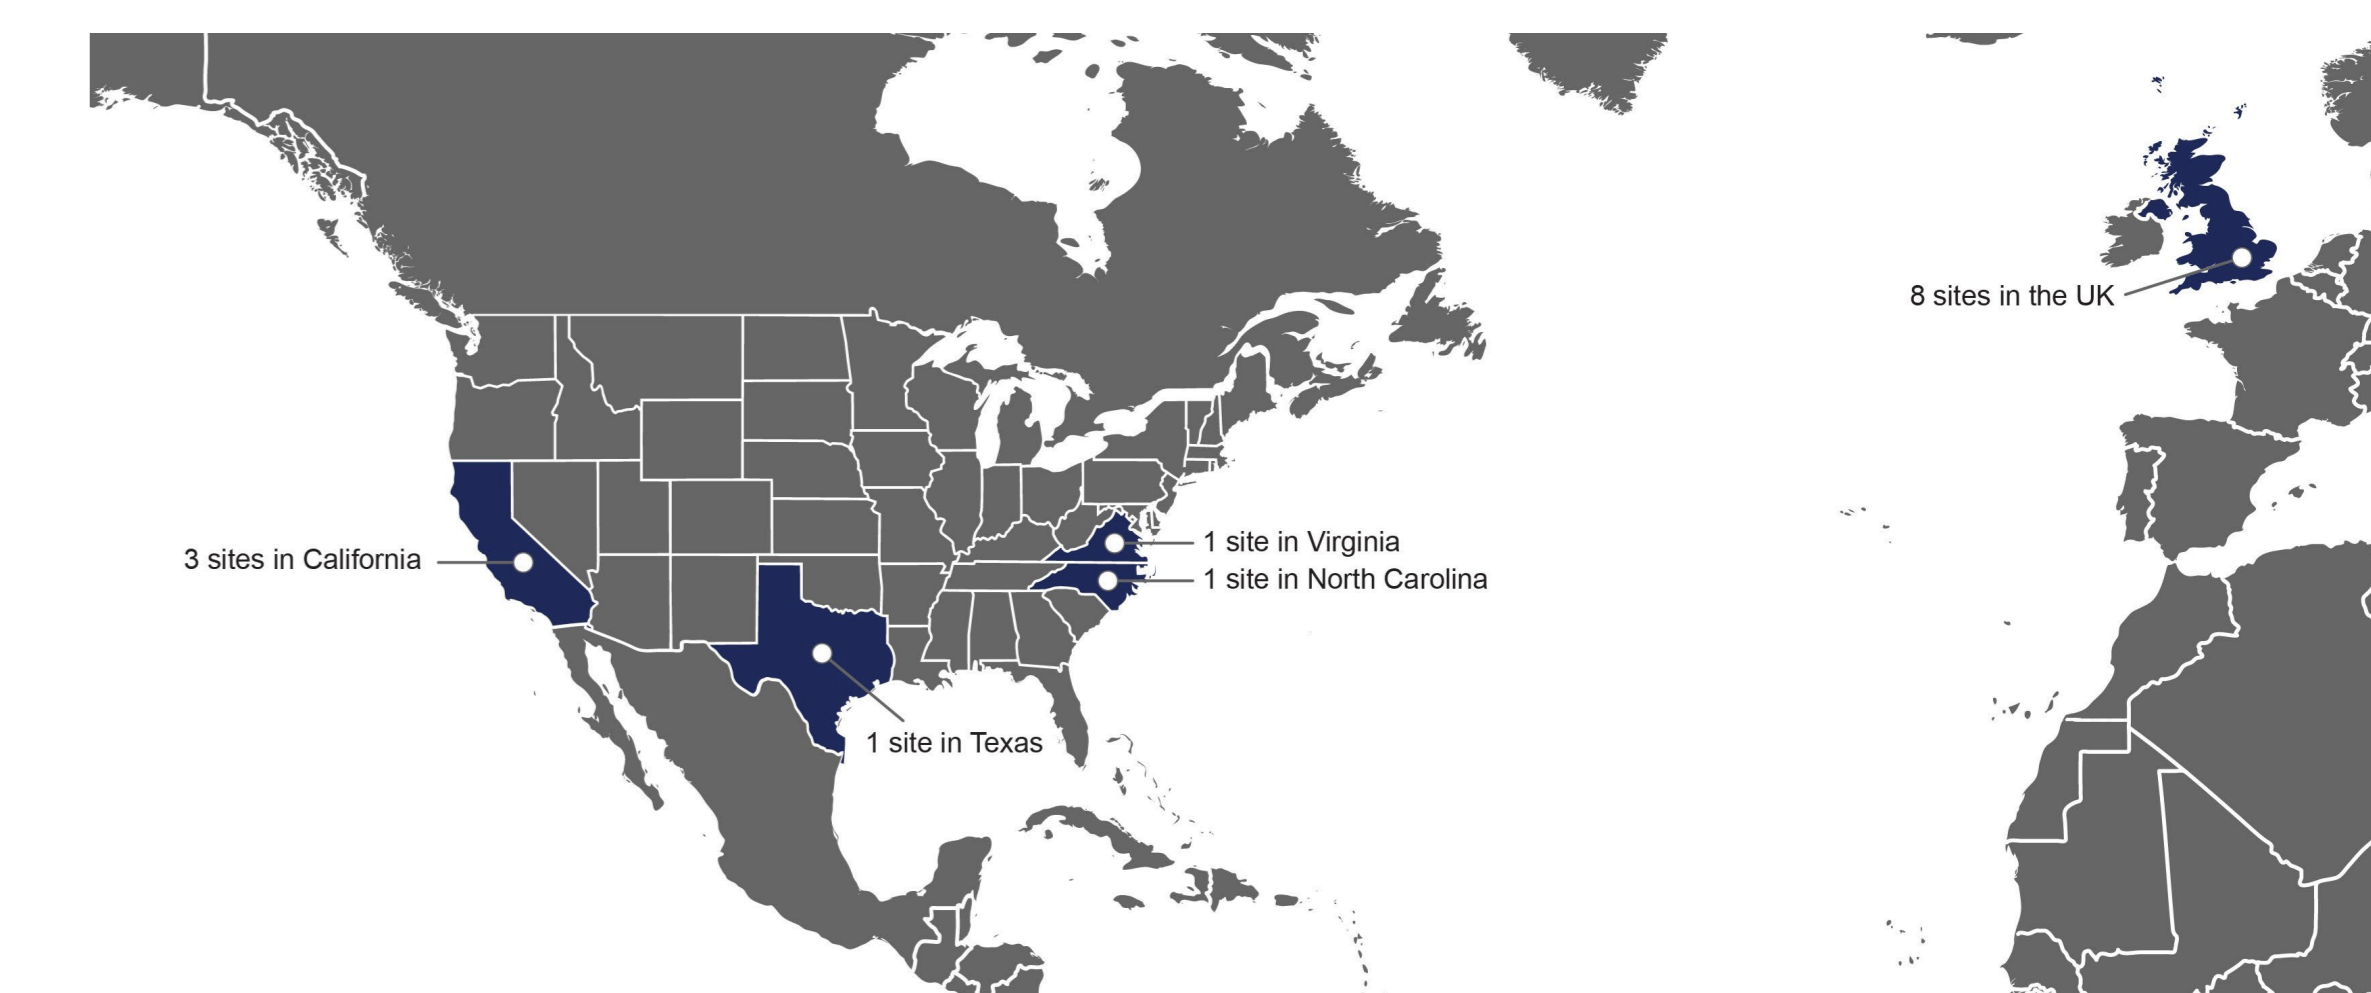 8 sites in the UK
3 sites in California
1 site in Virginia
1 site in North Carolina
1 site in Texas